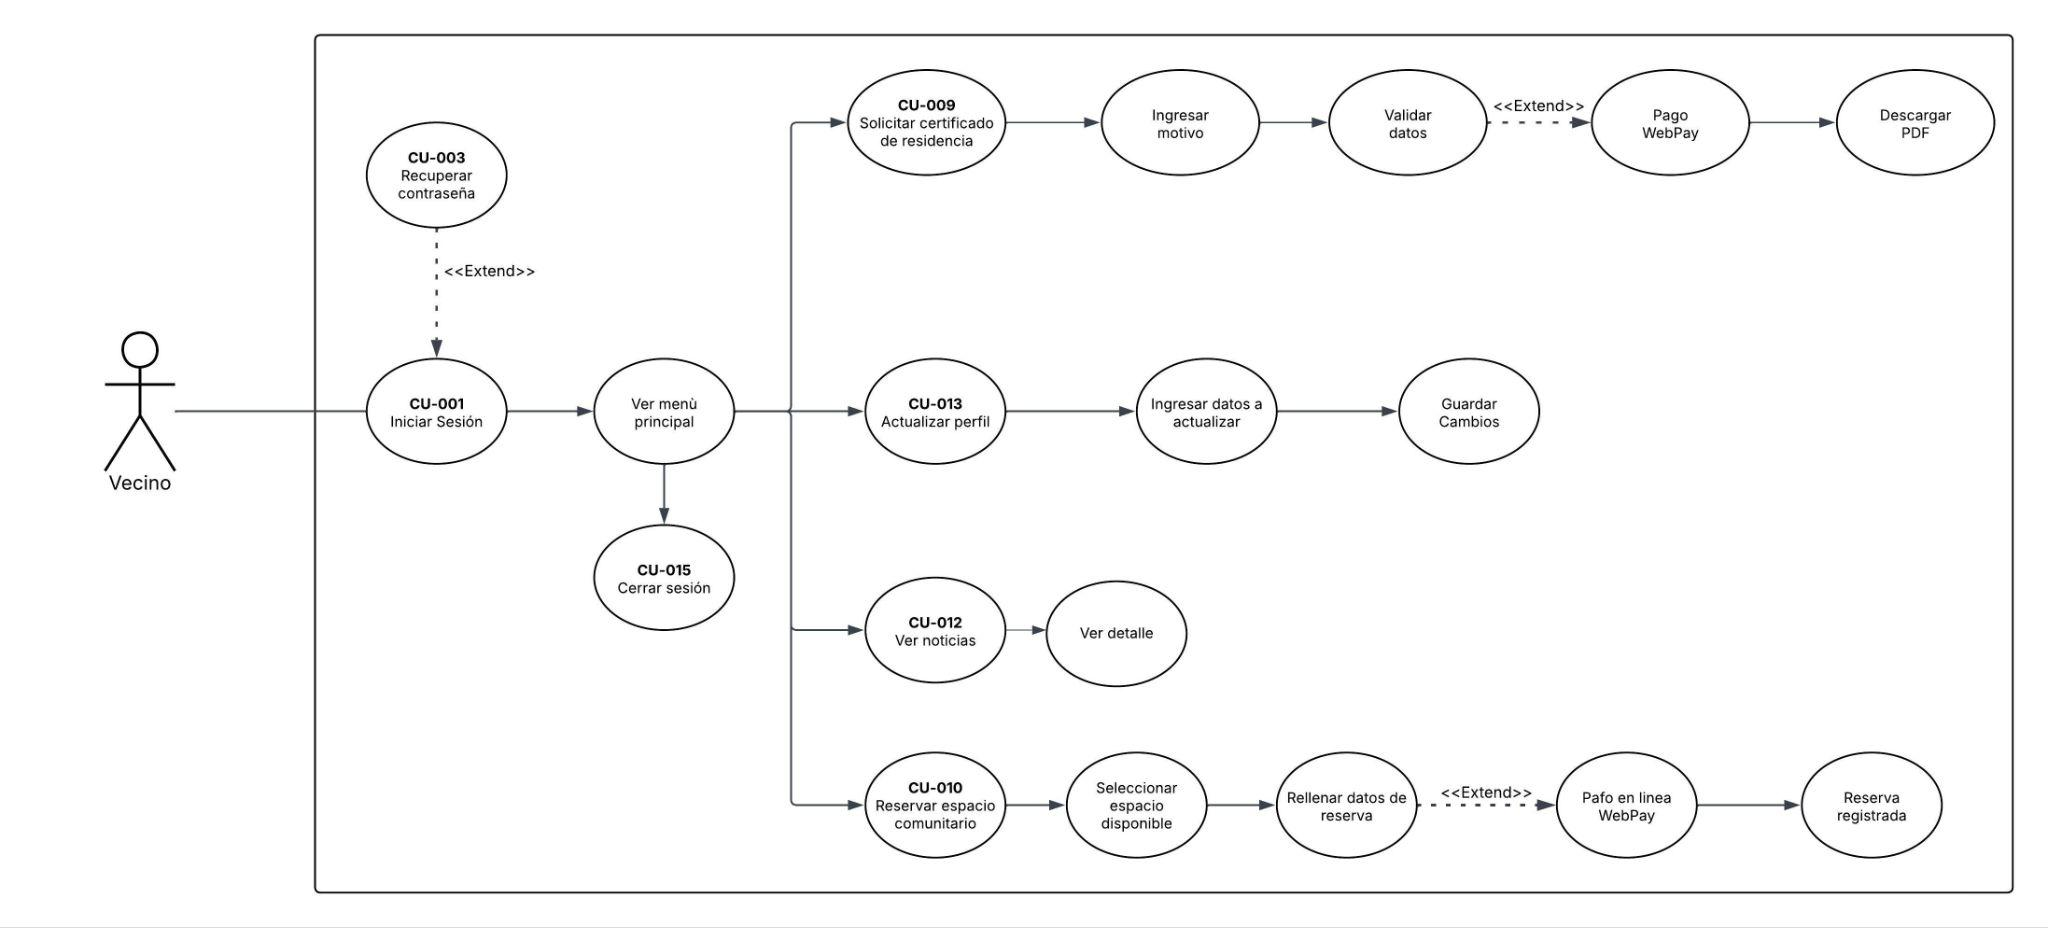 CU-009
Solicitar certificado
de residencia
Ingresar
motivo
Validar
datos
<<Extend>>
Pago
WebPay
Descargar
PDF
CU-003
Recuperar
contraseña
<<Extend>>
Vecino
CU-001
Iniciar Sesión
Ver menù
principal
CU-013
Actualizar perfil
Ingresar datos a
actualizar
Guardar
Cambios
CU-015
Cerrar sesión
CU-012
Ver noticias
Ver detalle
CU-010
Reservar espacio
comunitario
Seleccionar
espacio
disponible
Rellenar datos de
reserva
<<Extend>>
Pafo en linea
WebPay
Reserva
registrada